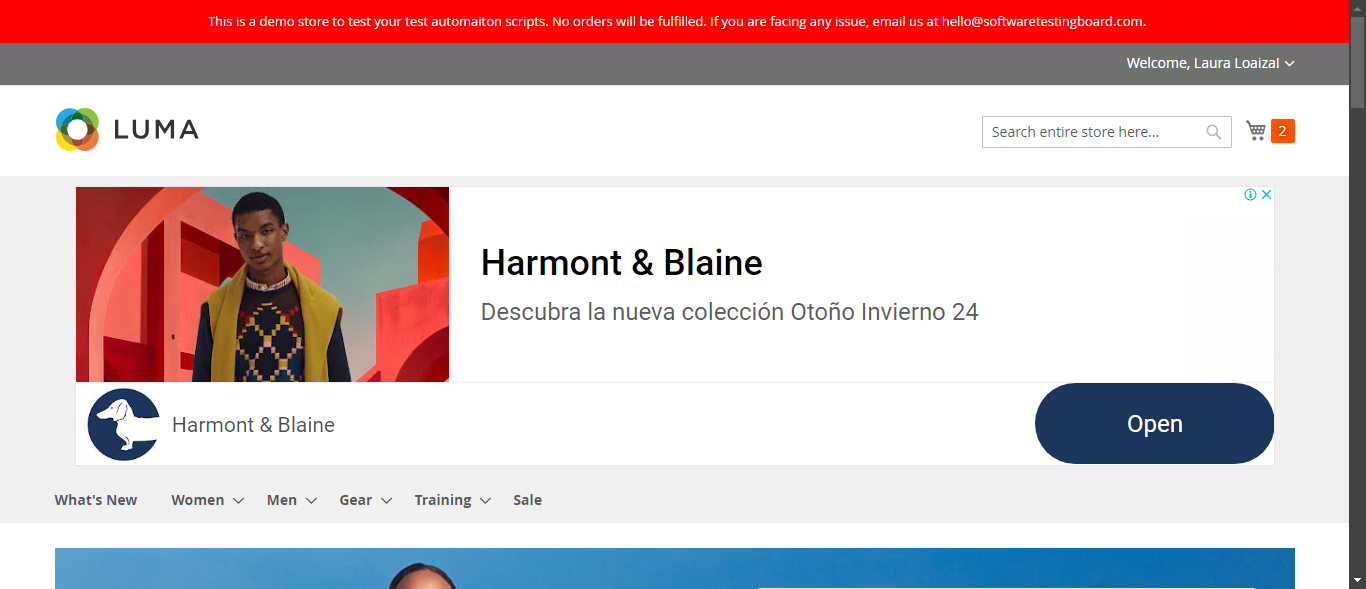 This is a demo store to test your test automaiton scripts. No orders will be fulfilled. If you are facing any issue, email us at hello@softwaretestingboard.com.
Welcome, Laura Loaiza!
LUMA
Search entire store here...
2
Harmont & Blaine
Descubra la nueva colección Otoño Invierno 24
Harmont & Blaine
Open
What's New Women Men Gear Training Sale